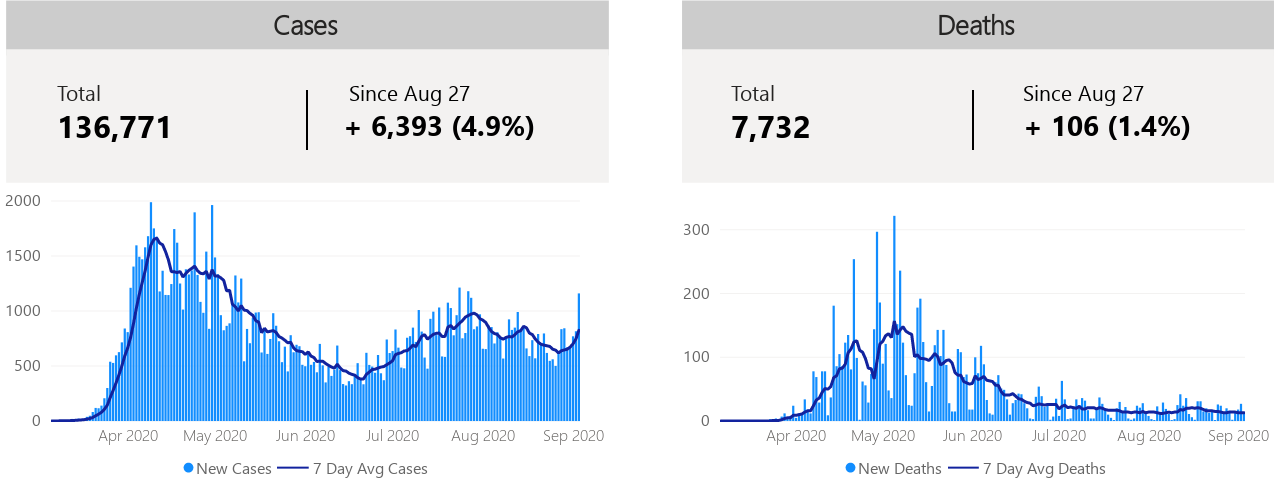 Cases
Total
Since Aug 27
136,771
+ 6,393 (4.9%)
2000
1500
1000
500
0
Apr 2020 May 2020 Jun 2020 Jul 2020 Aug 2020 Sep 2020
New Cases 7 Day Avg Cases
Deaths
Total
Since Aug 27
7,732
+ 106 (1.4%)
300
200
100
0
Apr 2020 May 2020 Jun 2020 Jul 2020 Aug 2020 Sep 2020
New Deaths 7 Day Avg Deaths